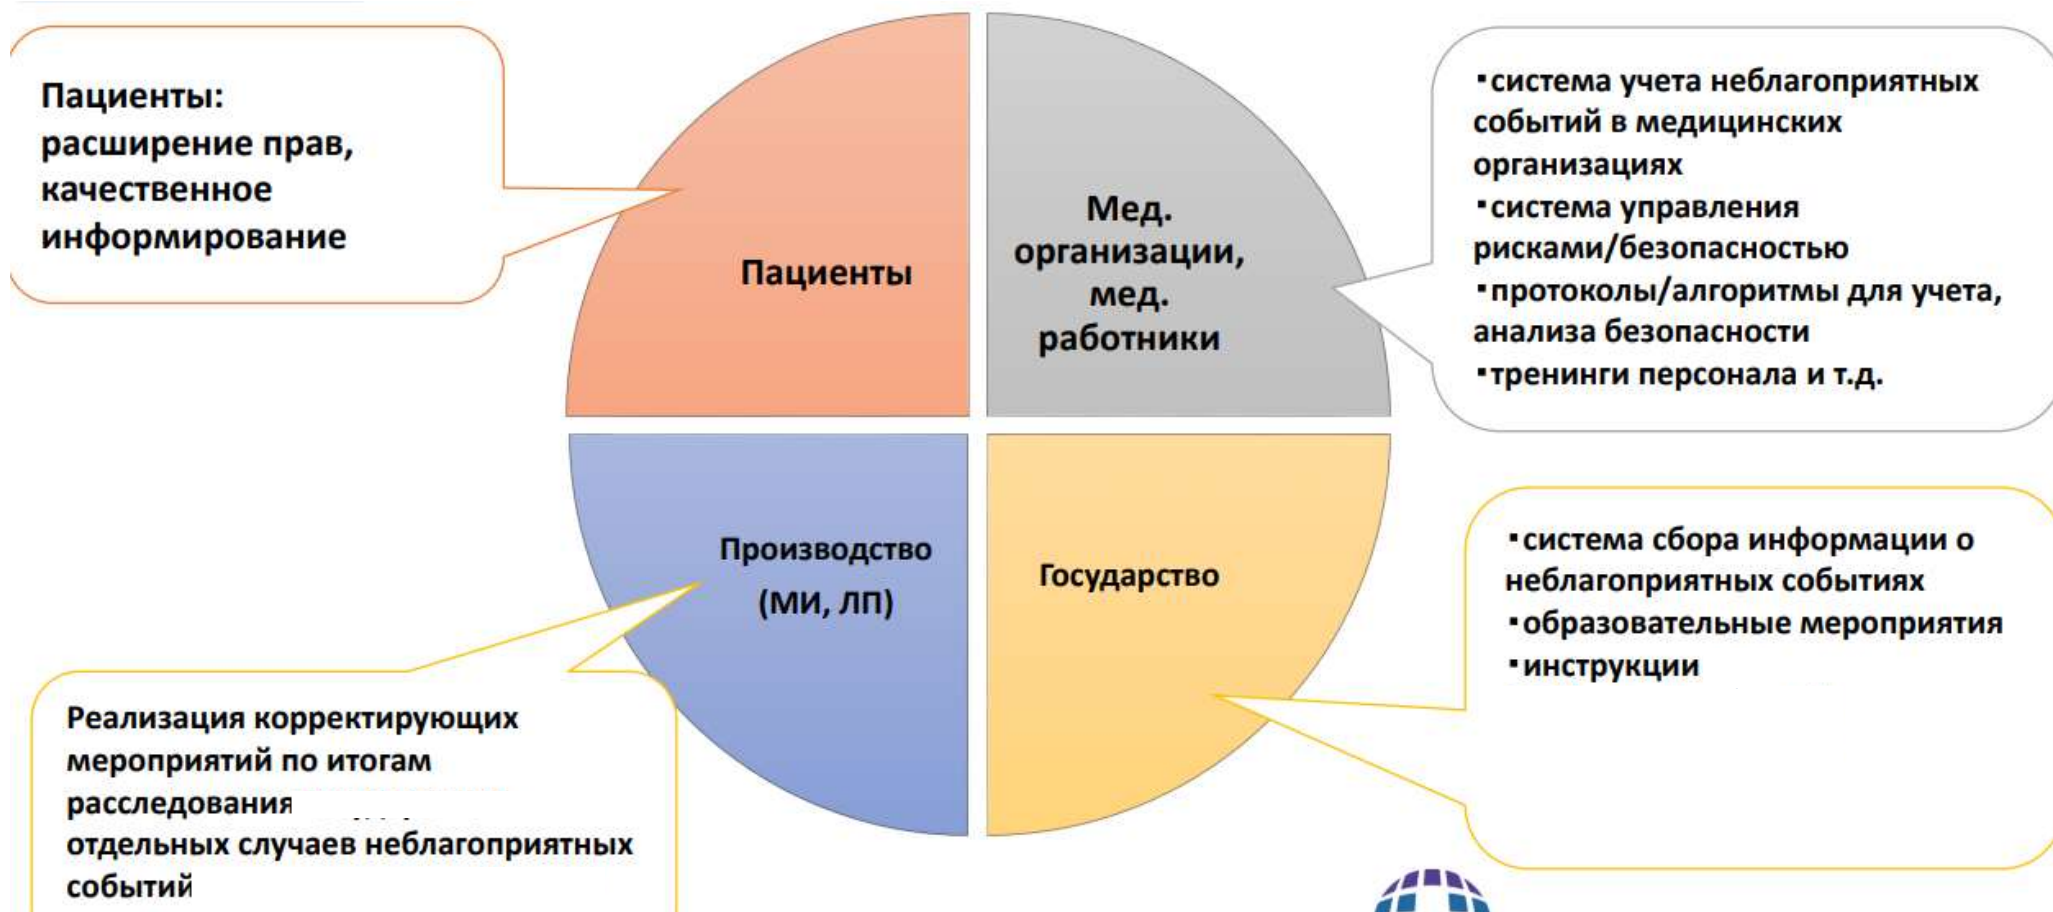 Пациенты:
расширение прав,
качественное
информирование
Пациенты
Мед.
организации,
мед.
работники
▪система учета неблагоприятных
событий в медицинских
организациях
▪система управления
рисками/безопасностью
▪протоколы/алгоритмы для учета,
анализа безопасности
▪тренинги персонала и т.д.
Производство
(МИ, ЛП)
Государство
▪система сбора информации о
неблагоприятных событиях
▪образовательные мероприятия
▪инструкции
Реализация корректирующих
мероприятий по итогам
расследования
отдельных случаев неблагоприятных
событий